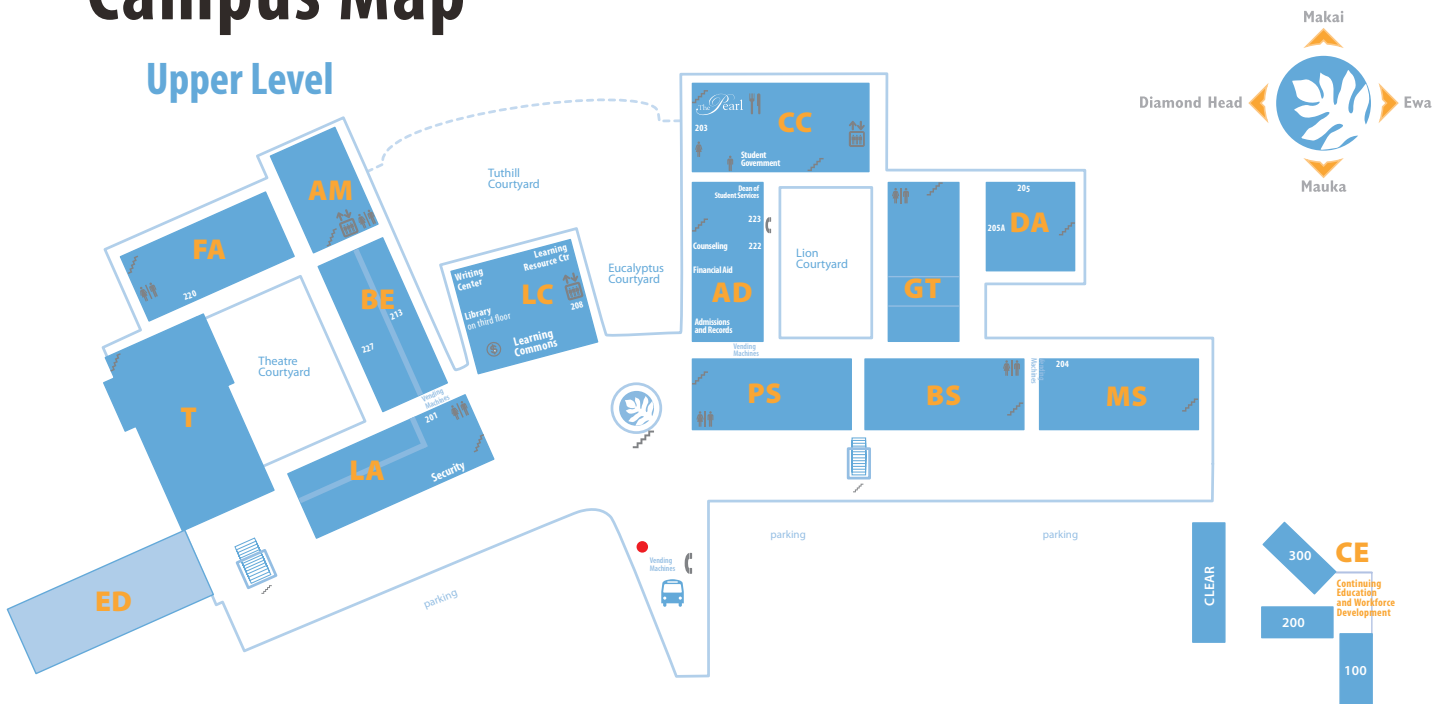 Campus Map
Upper Level
Makai
Diamond Head
Ewa
Mauka
AM
FA
220
BE
213
227
Tuthill
Courtyard
Theatre
Courtyard
T
ED
LA
201
Security
Vending
Machines
Writing
Center
Learning
Resource Ctr
LC
208
Library
on third floor
Learning
Commons
Eucalyptus
Courtyard
The Pearl
203
CC
Student
Government
Dean of
Student Services
223
Counseling
222
Financial Aid
AD
Admissions
and Records
Vending
Machines
Lion
Courtyard
GT
205
205A
DA
PS
BS
Vending
Machines
204
MS
parking
parking
parking
Vending
Machines
CLEAR
300
CE
Continuing
Education
and Workforce
Development
200
100